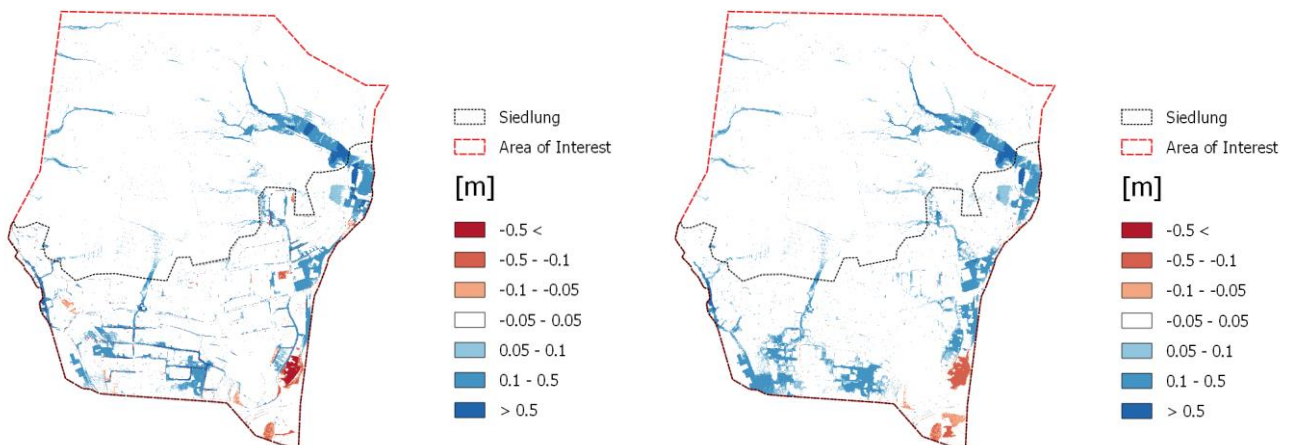 Siedlung
Area of Interest
[m]
-0.5 <
-0.5 - -0.1
-0.1 - -0.05
-0.05 - 0.05
0.05 - 0.1
0.1 - 0.5
> 0.5
Siedlung
Area of Interest
[m]
-0.5 <
-0.5 - -0.1
-0.1 - -0.05
-0.05 - 0.05
0.05 - 0.1
0.1 - 0.5
> 0.5